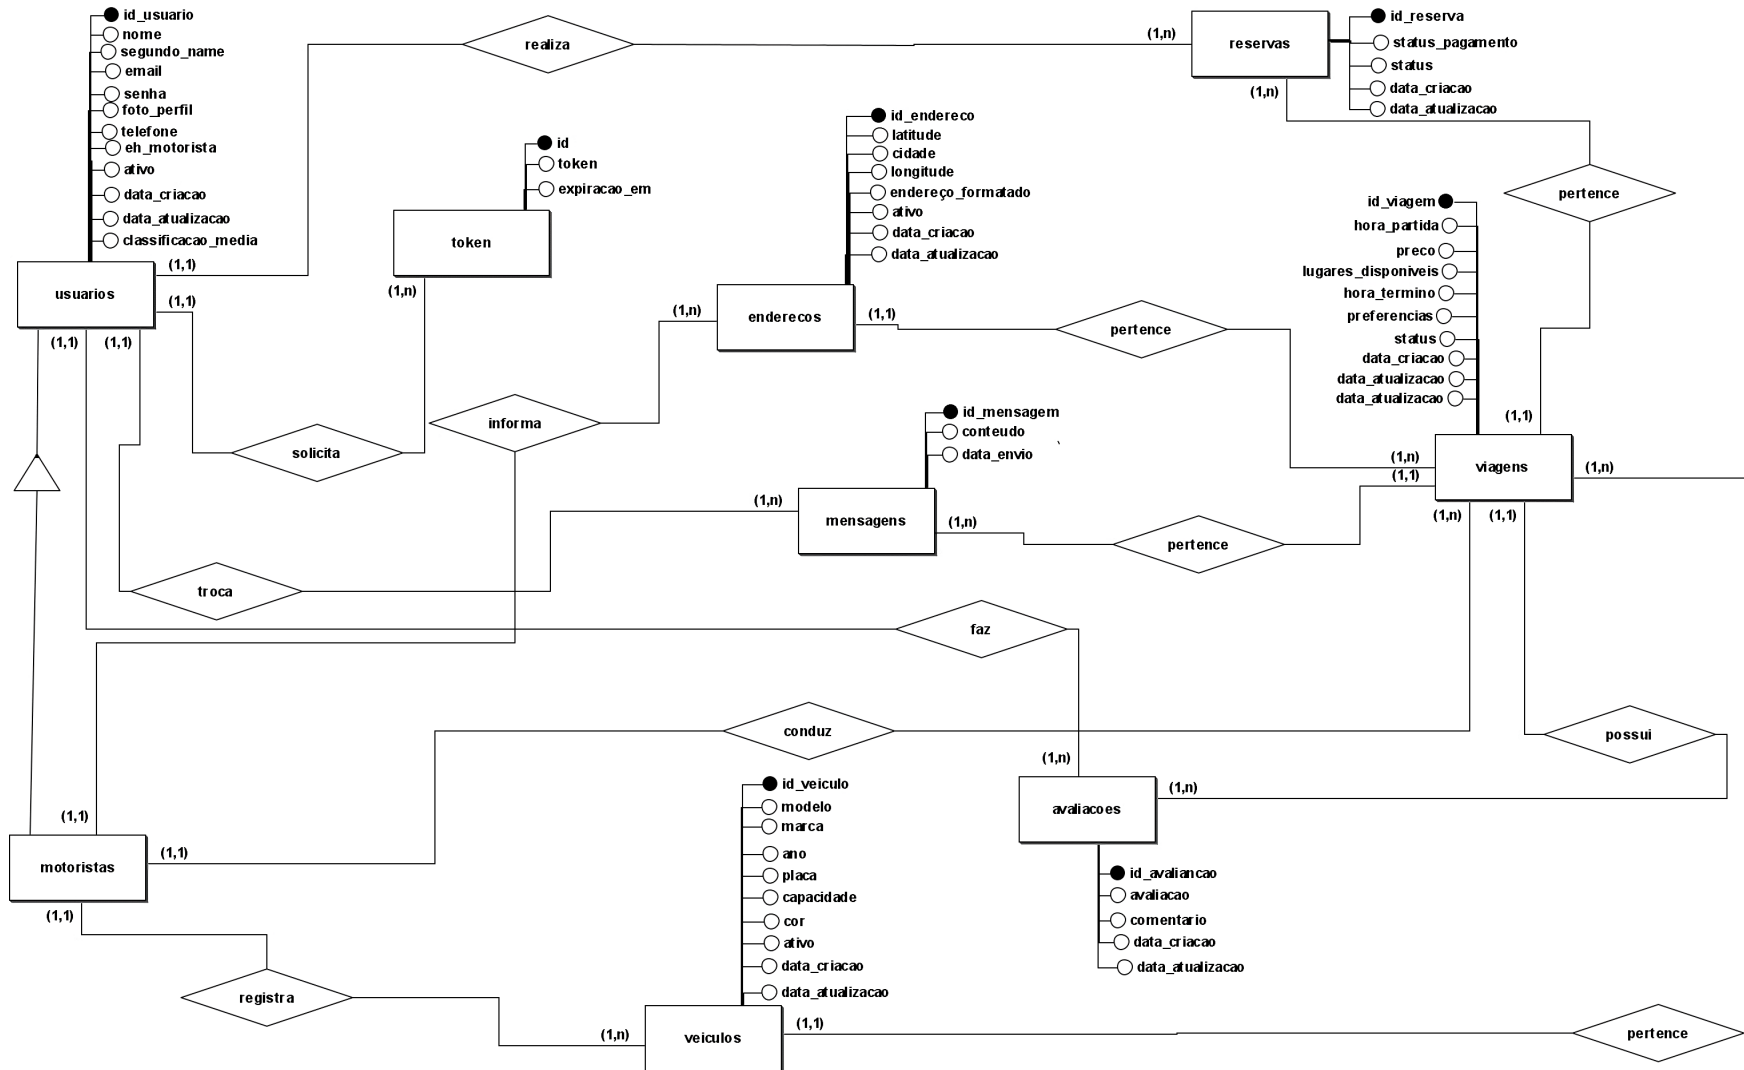 id_usuario
nome
segundo_name
email
senha
foto_perfil
telefone
eh_motorista
ativo
data_criacao
data_atualizacao
classificacao_media
usuarios
(1,1)
(1,1)
(1,1)
(1,1)
realiza
(1,n)
reservas
id_reserva
status_pagamento
status
data_criacao
data_atualizacao
(1,n)
pertence
id
token
expiracao_em
token
(1,n)
solicita
id_endereco
latitude
cidade
longitude
endereço_formatado
ativo
data_criacao
data_atualizacao
enderecos
(1,n)
(1,1)
informa
pertence
id_viagem
hora_partida
preco
lugares_disponiveis
hora_termino
preferencias
status
data_criacao
data_atualizacao
data_atualizacao
(1,1)
viagens
(1,n)
(1,1)
(1,n)
(1,n)
(1,1)
id_mensagem
conteudo
data_envio
mensagens
(1,n)
(1,n)
pertence
troca
faz
conduz
possui
(1,n)
avaliacoes
(1,n)
id_avaliancao
avaliacao
comentario
data_criacao
data_atualizacao
(1,1)
motoristas
(1,1)
(1,1)
registra
id_veiculo
modelo
marca
ano
placa
capacidade
cor
ativo
data_criacao
data_atualizacao
(1,n)
veiculos
(1,1)
pertence